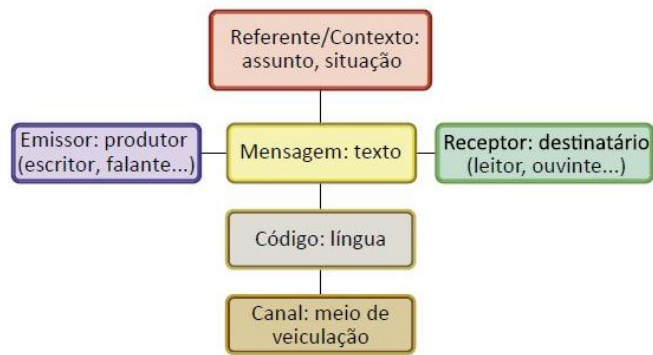 Referente/Contexto:
assunto, situação
Emissor: produtor
(escritor, falante...)
Mensagem: texto
Receptor: destinatário
(leitor, ouvinte...)
Código: língua
Canal: meio de
veiculação